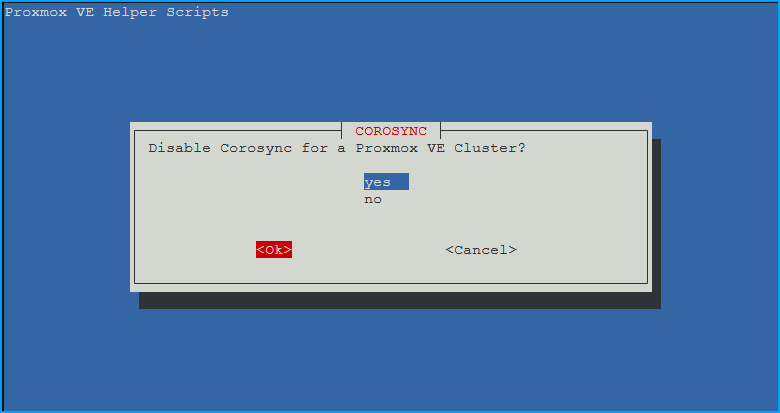 Proxmox VE Helper Scripts
COROSYNC
Disable Corosync for a Proxmox VE Cluster?
yes
no
<Ok> <Cancel>